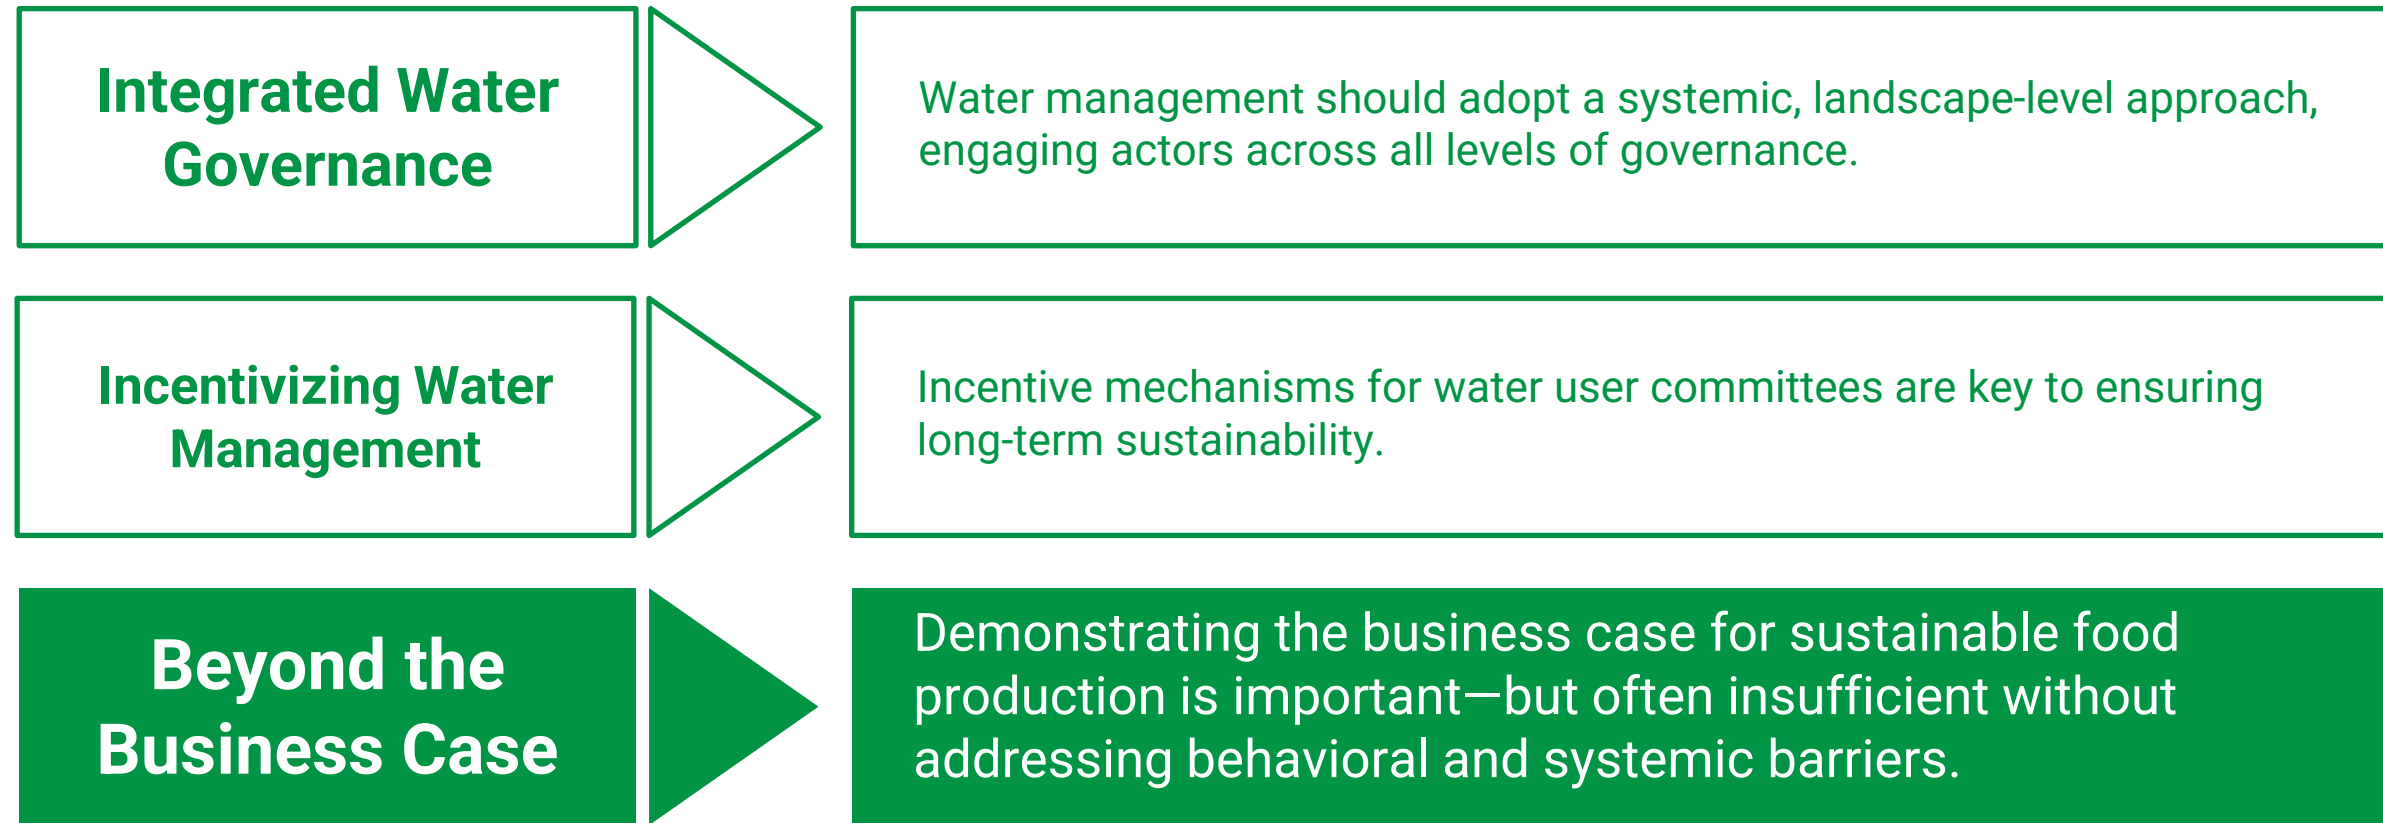 Integrated Water
Governance
Water management should adopt a systemic, landscape-level approach,
engaging actors across all levels of governance.
Incentivizing Water
Management
Incentive mechanisms for water user committees are key to ensuring
long-term sustainability.
Beyond the
Business Case
Demonstrating the business case for sustainable food
production is important—but often insufficient without
addressing behavioral and systemic barriers.